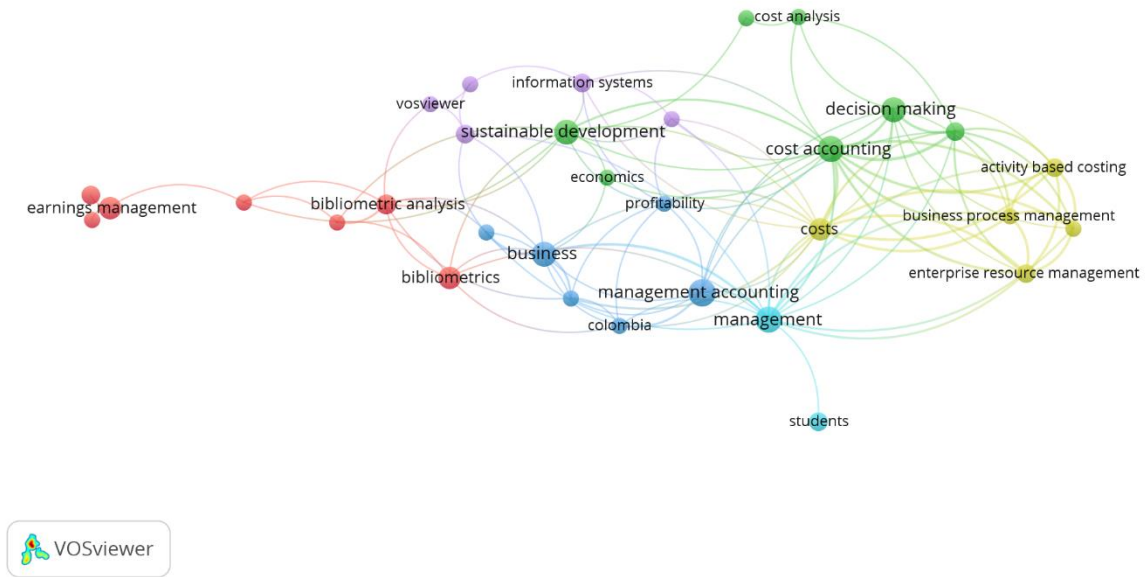 cost analysis
information systems
vosviewer
decision making
sustainable development
cost accounting
activity based costing
economics
profitability
earnings management
bibliometric analysis
business process management
costs
business
bibliometrics
enterprise resource management
management accounting
colombia
management
students
VOSviewer